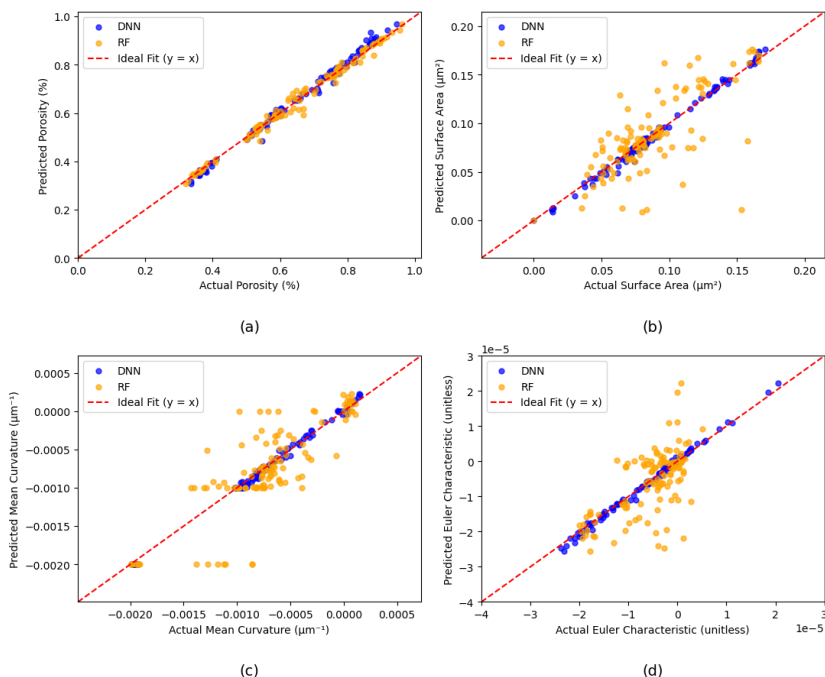 DNN
RF
Ideal Fit (y = x)
Predicted Porosity (%)
1.0
0.8
0.6
0.4
0.2
0.0
0.0 0.2 0.4 0.6 0.8 1.0
Actual Porosity (%)
(a)
DNN
RF
Ideal Fit (y = x)
Predicted Surface Area (µm²)
0.20
0.15
0.10
0.05
0.00
0.00 0.05 0.10 0.15 0.20
Actual Surface Area (µm²)
(b)
DNN
RF
Ideal Fit (y = x)
Predicted Mean Curvature (µm⁻¹)
0.0005
0.0000
−0.0005
−0.0010
−0.0015
−0.0020
−0.0020 −0.0015 −0.0010 −0.0005 0.0000 0.0005
Actual Mean Curvature (µm⁻¹)
(c)
1e−5
DNN
RF
Ideal Fit (y = x)
Predicted Euler Characteristic (unitless)
3
2
1
0
−1
−2
−3
−4
−4 −3 −2 −1 0 1 2 3
1e−5
Actual Euler Characteristic (unitless)
(d)